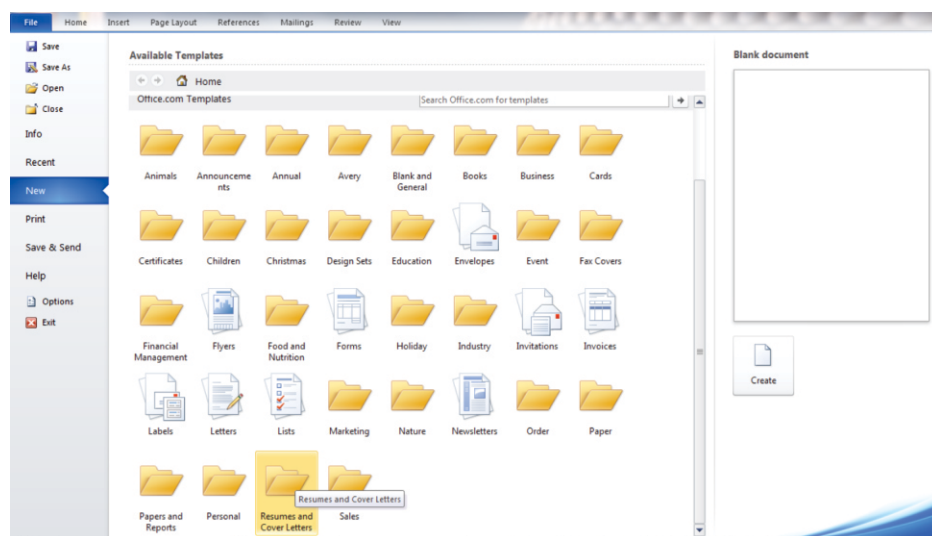 File Home Insert Page Layout References Mailings Review View
Save
Save As
Open
Close
Info
Recent
New
Print
Save & Send
Help
Options
Exit
Available Templates
Home
Office.com Templates
Search Office.com for templates
Animals Announceme Annual Avery Blank and Books Business Cards
nts General
Certificates Children Christmas Design Sets Education Envelopes Event Fax Covers
Financial Flyers Food and Forms Holiday Industry Invitations Invoices
Management Nutrition
Labels Letters Lists Marketing Nature Newsletters Order Paper
Resumes and Cover Letters
Papers and Personal Resumes and Sales
Reports Cover Letters
Blank document
Create